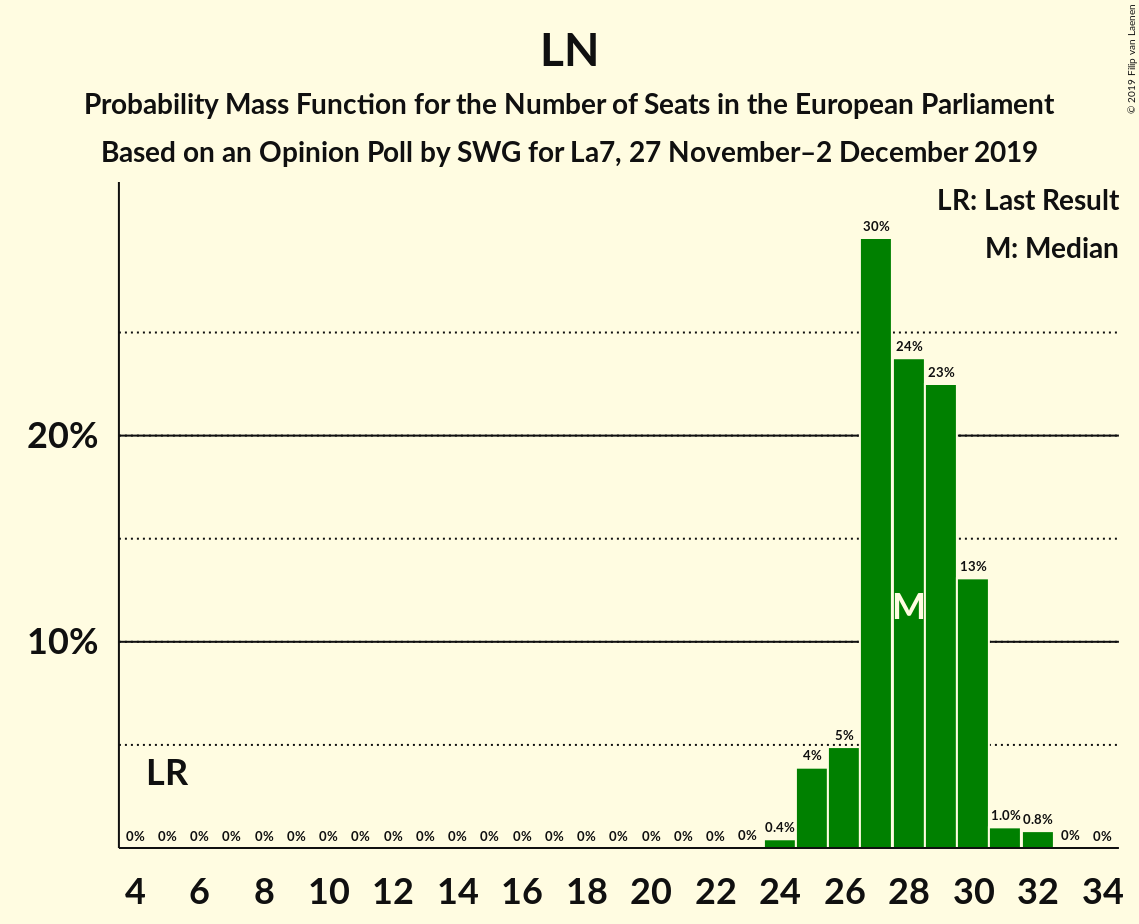 LN
Probability Mass Function for the Number of Seats in the European Parliament
Based on an Opinion Poll by SWG for La7, 27 November–2 December 2019
© 2019 Filip van Laenen
LR: Last Result
M: Median
30%
24%
23%
20%
13%
M
10%
5%
4%
LR
1.0%
0.8%
0.4%
0% 0% 0% 0% 0% 0% 0% 0% 0% 0% 0% 0% 0% 0% 0% 0% 0% 0% 0% 0% 0% 0%
4 6 8 10 12 14 16 18 20 22 24 26 28 30 32 34